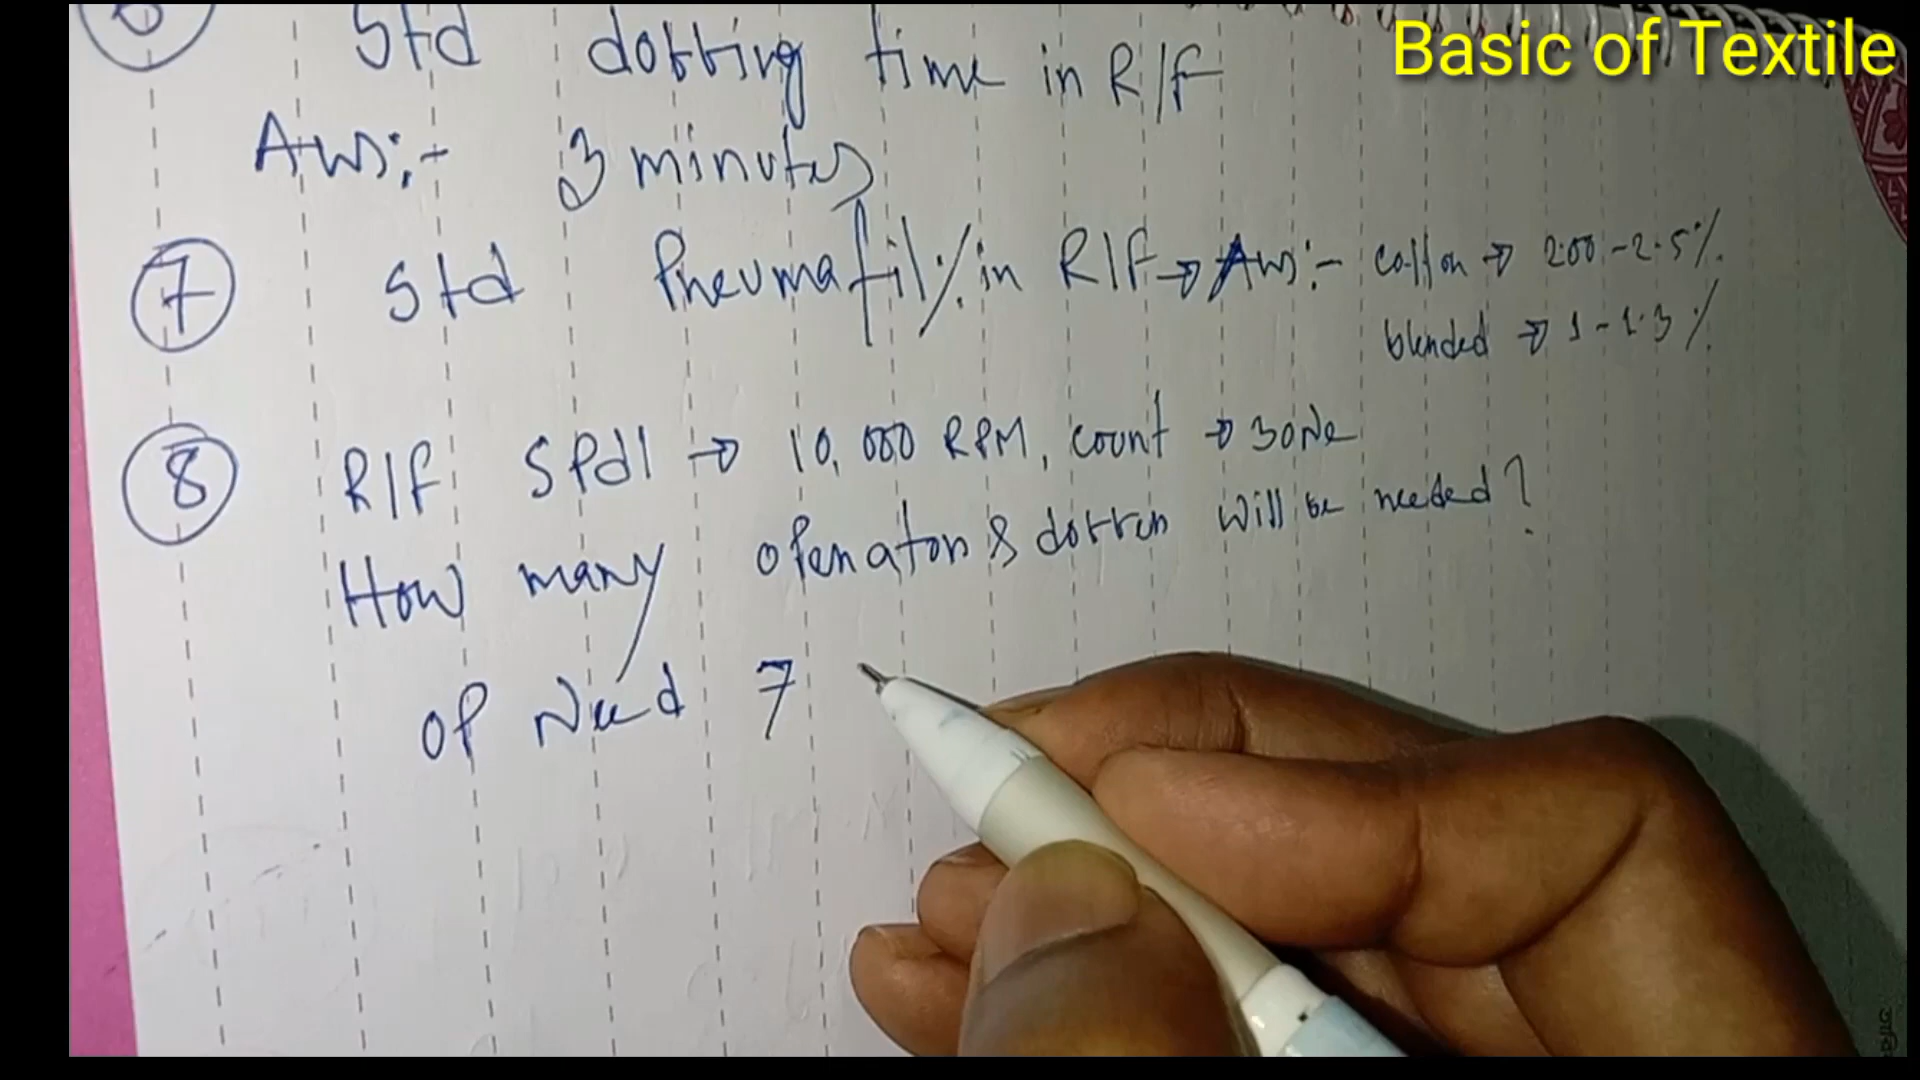 Basic of Textile
6 Std doffing time in R/F
Ans:- 3 minutes
7 Std Pneumafil% in R/F → Ans:- cotton → 2.00 - 2.5%
blended → 1 - 1.3%
8 R/F Spdl → 10,000 RPM, count → 30Ne
How many operators & doffers will be needed?
OP Need 7